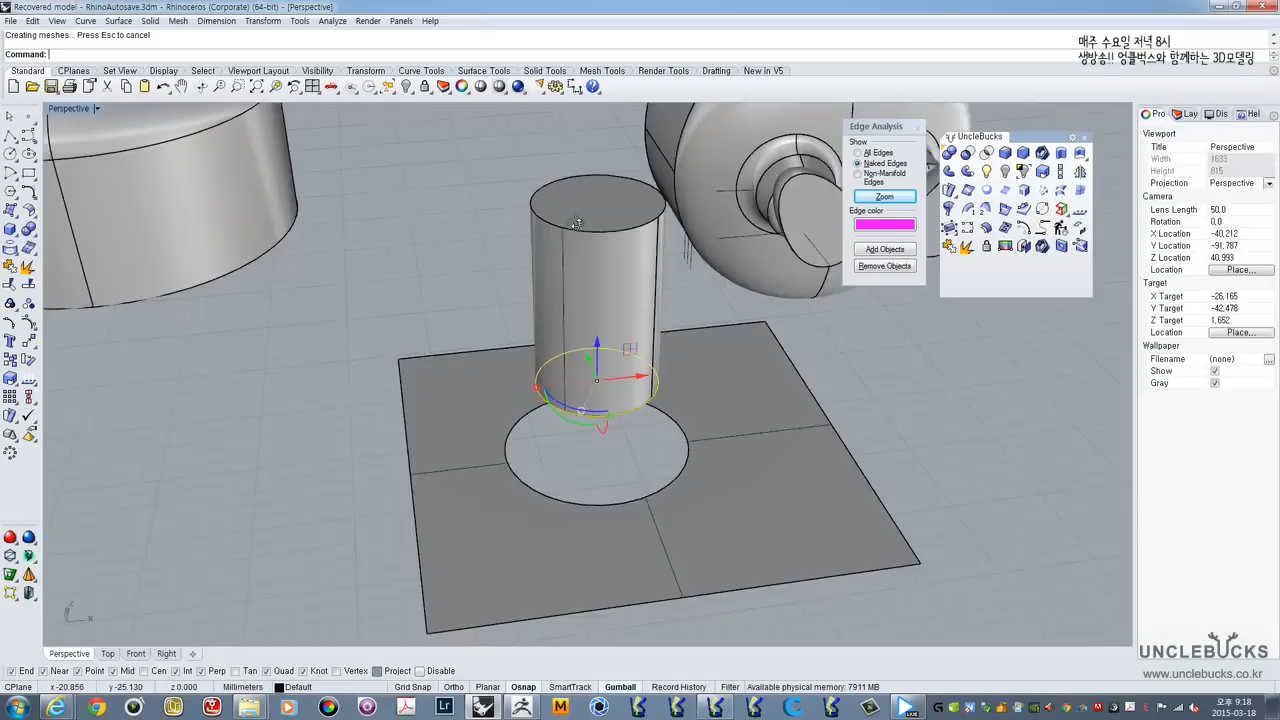 Recovered model - RhinoAutosave.3dm - Rhinoceros (Corporate) (64-bit) - [Perspective]
File Edit View Curve Surface Solid Mesh Dimension Transform Tools Analyze Render Panels Help
Creating meshes... Press Esc to cancel
Command:
매주 수요일 저녁 8시
생방송!! 엉클벅스와 함께하는 3D모델링
Standard CPlanes Set View Display Select Viewport Layout Visibility Transform Curve Tools Surface Tools Solid Tools Mesh Tools Render Tools Drafting New in V5
Perspective
Edge Analysis
Show
All Edges
Naked Edges
Non-Manifold
Edges
Zoom
Edge color
Add Objects
Remove Objects
UncleBucks
Pro Lay Dis Hel
Viewport
Title Perspective
Width 1633
Height 815
Projection Perspective
Camera
Lens Length 50,0
Rotation 0,0
X Location -40,212
Y Location -91,787
Z Location 40,993
Location Place...
Target
X Target -26,165
Y Target -42,478
Z Target 1,652
Location Place...
Wallpaper
Filename (none)
Show
Gray
z
x
Perspective Top Front Right
End Near Point Mid Cen Int Perp Tan Quad Knot Vertex Project Disable
CPlane x -20.856 y -25.130 z 0.000 Millimeters Default Grid Snap Ortho Planar Osnap SmartTrack Gumball Record History Filter Available physical memory: 7911 MB
UNCLEBUCKS
www.unclebucks.co.kr
LIVE
오후 9:18
2015-03-18